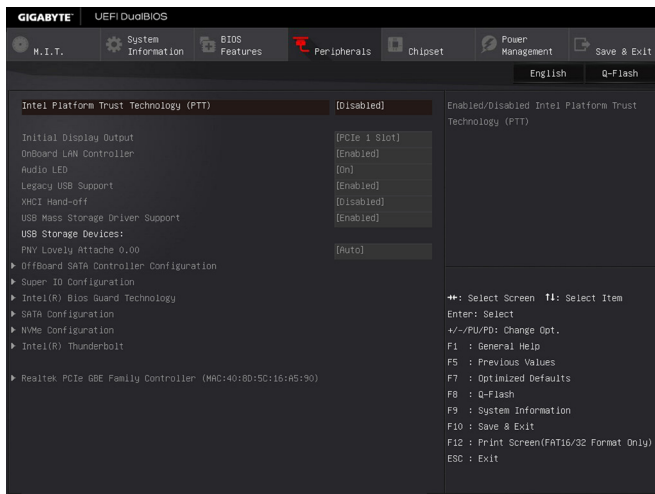 GIGABYTE™ UEFI DualBIOS
M.I.T.
System Information
BIOS Features
Peripherals
Chipset
Power Management
Save & Exit
English Q-Flash
Intel Platform Trust Technology (PTT) [Disabled]
Initial Display Output [PCIe 1 Slot]
OnBoard LAN Controller [Enabled]
Audio LED [On]
Legacy USB Support [Enabled]
XHCI Hand-off [Disabled]
USB Mass Storage Driver Support [Enabled]
USB Storage Devices:
PNY Lovely Attache 0.00 [Auto]
OffBoard SATA Controller Configuration
Super IO Configuration
Intel(R) Bios Guard Technology
SATA Configuration
NVMe Configuration
Intel(R) Thunderbolt
Realtek PCIe GBE Family Controller (MAC:40:8D:5C:16:A5:90)
Enabled/Disabled Intel Platform Trust
Technology (PTT)
→←: Select Screen ↑↓: Select Item
Enter: Select
+/-/PU/PD: Change Opt.
F1 : General Help
F5 : Previous Values
F7 : Optimized Defaults
F8 : Q-Flash
F9 : System Information
F10 : Save & Exit
F12 : Print Screen(FAT16/32 Format Only)
ESC : Exit